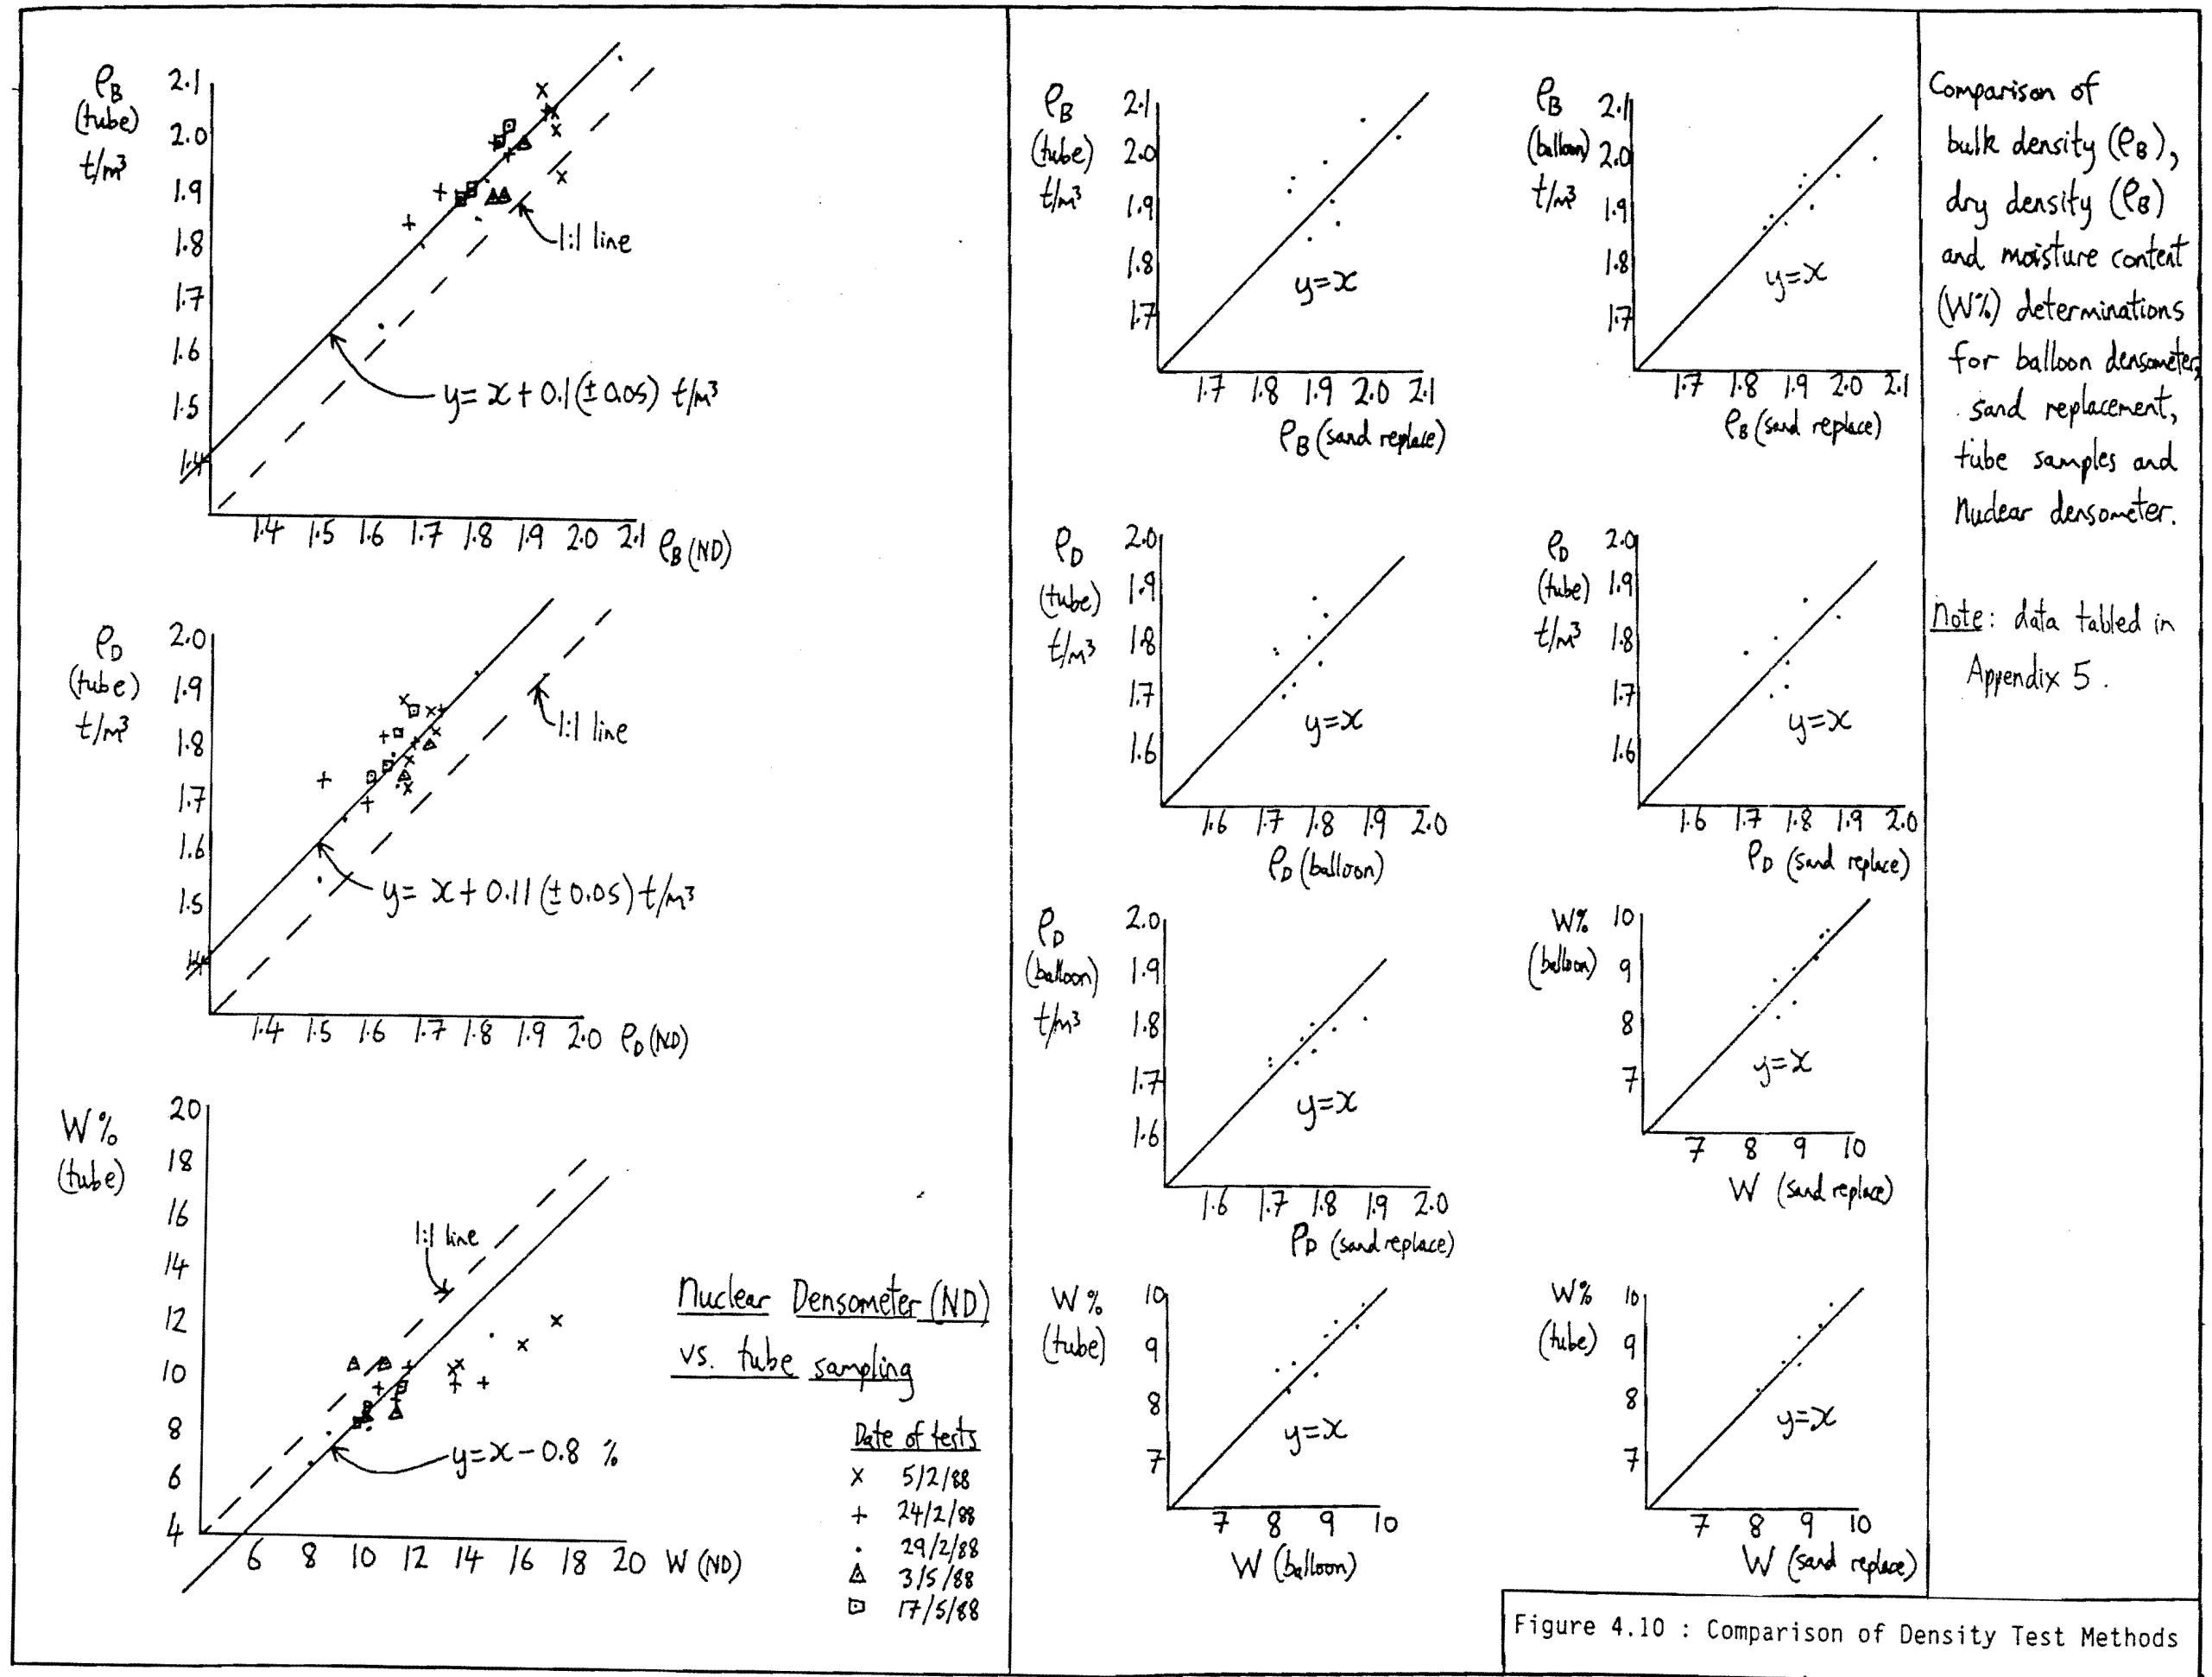 ρB
(tube)
t/m³
2.1
2.0
1.9
1.8
1.7
1.6
1.5
1.4
1:1 line
y = x + 0.1 (± 0.05) t/m³
1.4 1.5 1.6 1.7 1.8 1.9 2.0 2.1 ρB (ND)
ρD
(tube)
t/m³
2.0
1.9
1.8
1.7
1.6
1.5
1.4
1:1 line
y = x + 0.11 (± 0.05) t/m³
1.4 1.5 1.6 1.7 1.8 1.9 2.0 ρD (ND)
W %
(tube)
20
18
16
14
12
10
8
6
4
1:1 line
y = x - 0.8 %
6 8 10 12 14 16 18 20 W (ND)
Nuclear Densometer (ND)
vs. tube sampling
Date of tests
x 5/2/88
+ 24/2/88
• 29/2/88
△ 3/5/88
□ 17/5/88
ρB
(tube)
t/m³
2.1
2.0
1.9
1.8
1.7
y = x
1.7 1.8 1.9 2.0 2.1
ρB (sand replace)
ρB
(balloon)
t/m³
2.1
2.0
1.9
1.8
1.7
y = x
1.7 1.8 1.9 2.0 2.1
ρB (sand replace)
ρD
(tube)
t/m³
2.0
1.9
1.8
1.7
1.6
y = x
1.6 1.7 1.8 1.9 2.0
ρD (balloon)
ρD
(tube)
t/m³
2.0
1.9
1.8
1.7
1.6
y = x
1.6 1.7 1.8 1.9 2.0
ρD (sand replace)
ρD
(balloon)
t/m³
2.0
1.9
1.8
1.7
1.6
y = x
1.6 1.7 1.8 1.9 2.0
ρD (sand replace)
W%
(balloon)
10
9
8
7
y = x
7 8 9 10
W (sand replace)
W %
(tube)
10
9
8
7
y = x
7 8 9 10
W (balloon)
W%
(tube)
10
9
8
7
y = x
7 8 9 10
W (sand replace)
Comparison of
bulk density (ρB),
dry density (ρB)
and moisture content
(W%) determinations
for balloon densometer,
sand replacement,
tube samples and
Nuclear densometer.
Note: data tabled in
Appendix 5.
Figure 4.10 : Comparison of Density Test Methods